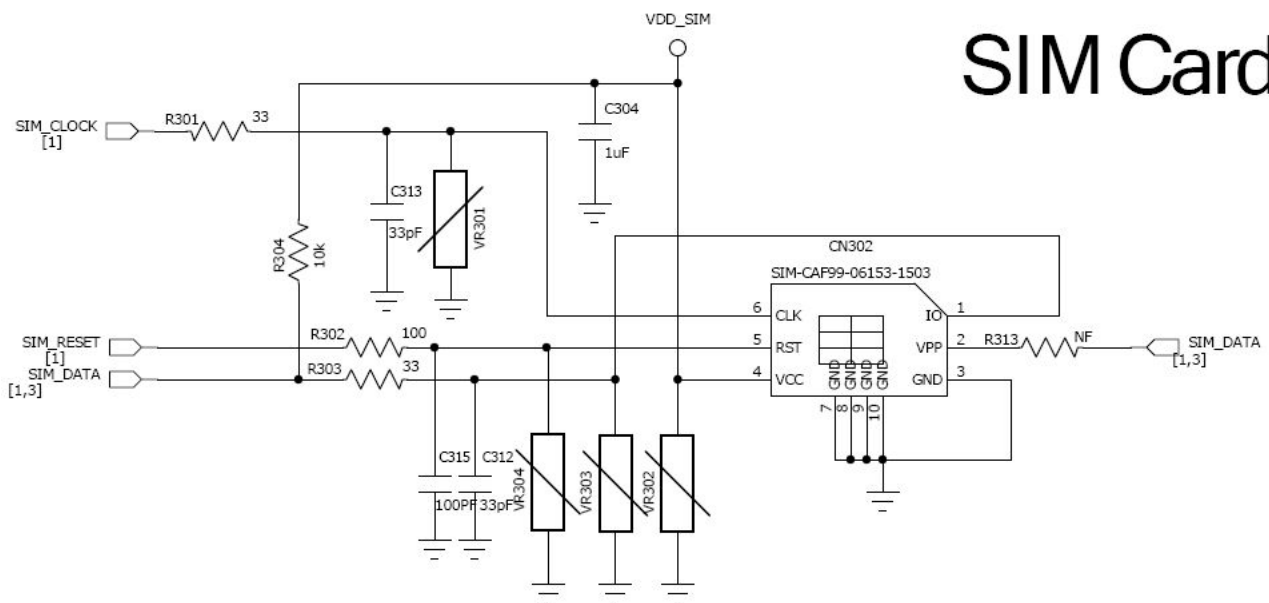 VDD_SIM
SIM Card
R301 33
C304
SIM_CLOCK
[1]
1uF
C313
33pF
VR301
R304
10k
CN302
SIM-CAF99-06153-1503
6 CLK
IO 1
R302 100
SIM_RESET
[1]
5 RST
VPP 2
R313 NF
SIM_DATA
[1,3]
SIM_DATA
[1,3]
R303 33
4 VCC
GND 3
GND GND GND GND
7 8 9 10
C315 C312
100PF 33pF
VR304
VR303
VR302